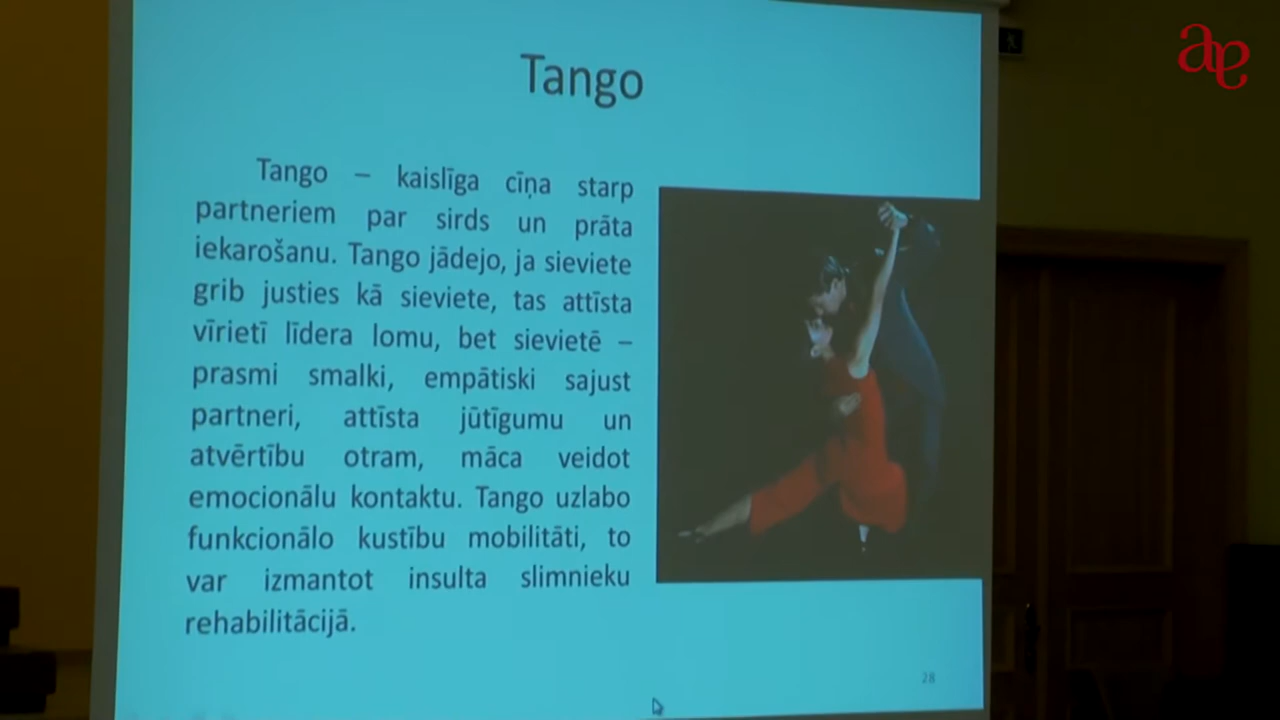 Tango
Tango – kaislīga cīņa starp
partneriem par sirds un prāta
iekarošanu. Tango jādejo, ja sieviete
grib justies kā sieviete, tas attīsta
vīrietī līdera lomu, bet sievietē –
prasmi smalki, empātiski sajust
partneri, attīsta jūtīgumu un
atvērtību otram, māca veidot
emocionālu kontaktu. Tango uzlabo
funkcionālo kustību mobilitāti, to
var izmantot insulta slimnieku
rehabilitācijā.
28
ae